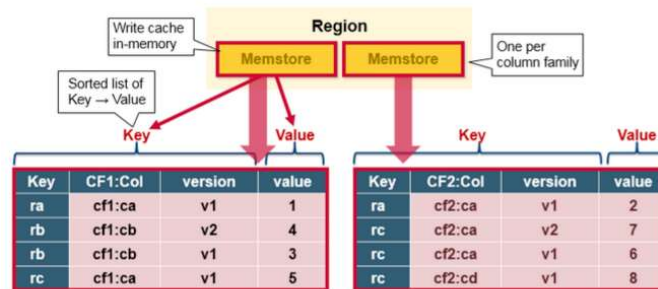 Region
Write cache
in-memory
Memstore
Memstore
One per
column family
Sorted list of
Key → Value
Key
Value
Key
Value
Key CF1:Col version value
ra cf1:ca v1 1
rb cf1:cb v2 4
rb cf1:cb v1 3
rc cf1:ca v1 5
Key CF2:Col version value
ra cf2:ca v1 2
rc cf2:ca v2 7
rc cf2:ca v1 6
rc cf2:cd v1 8